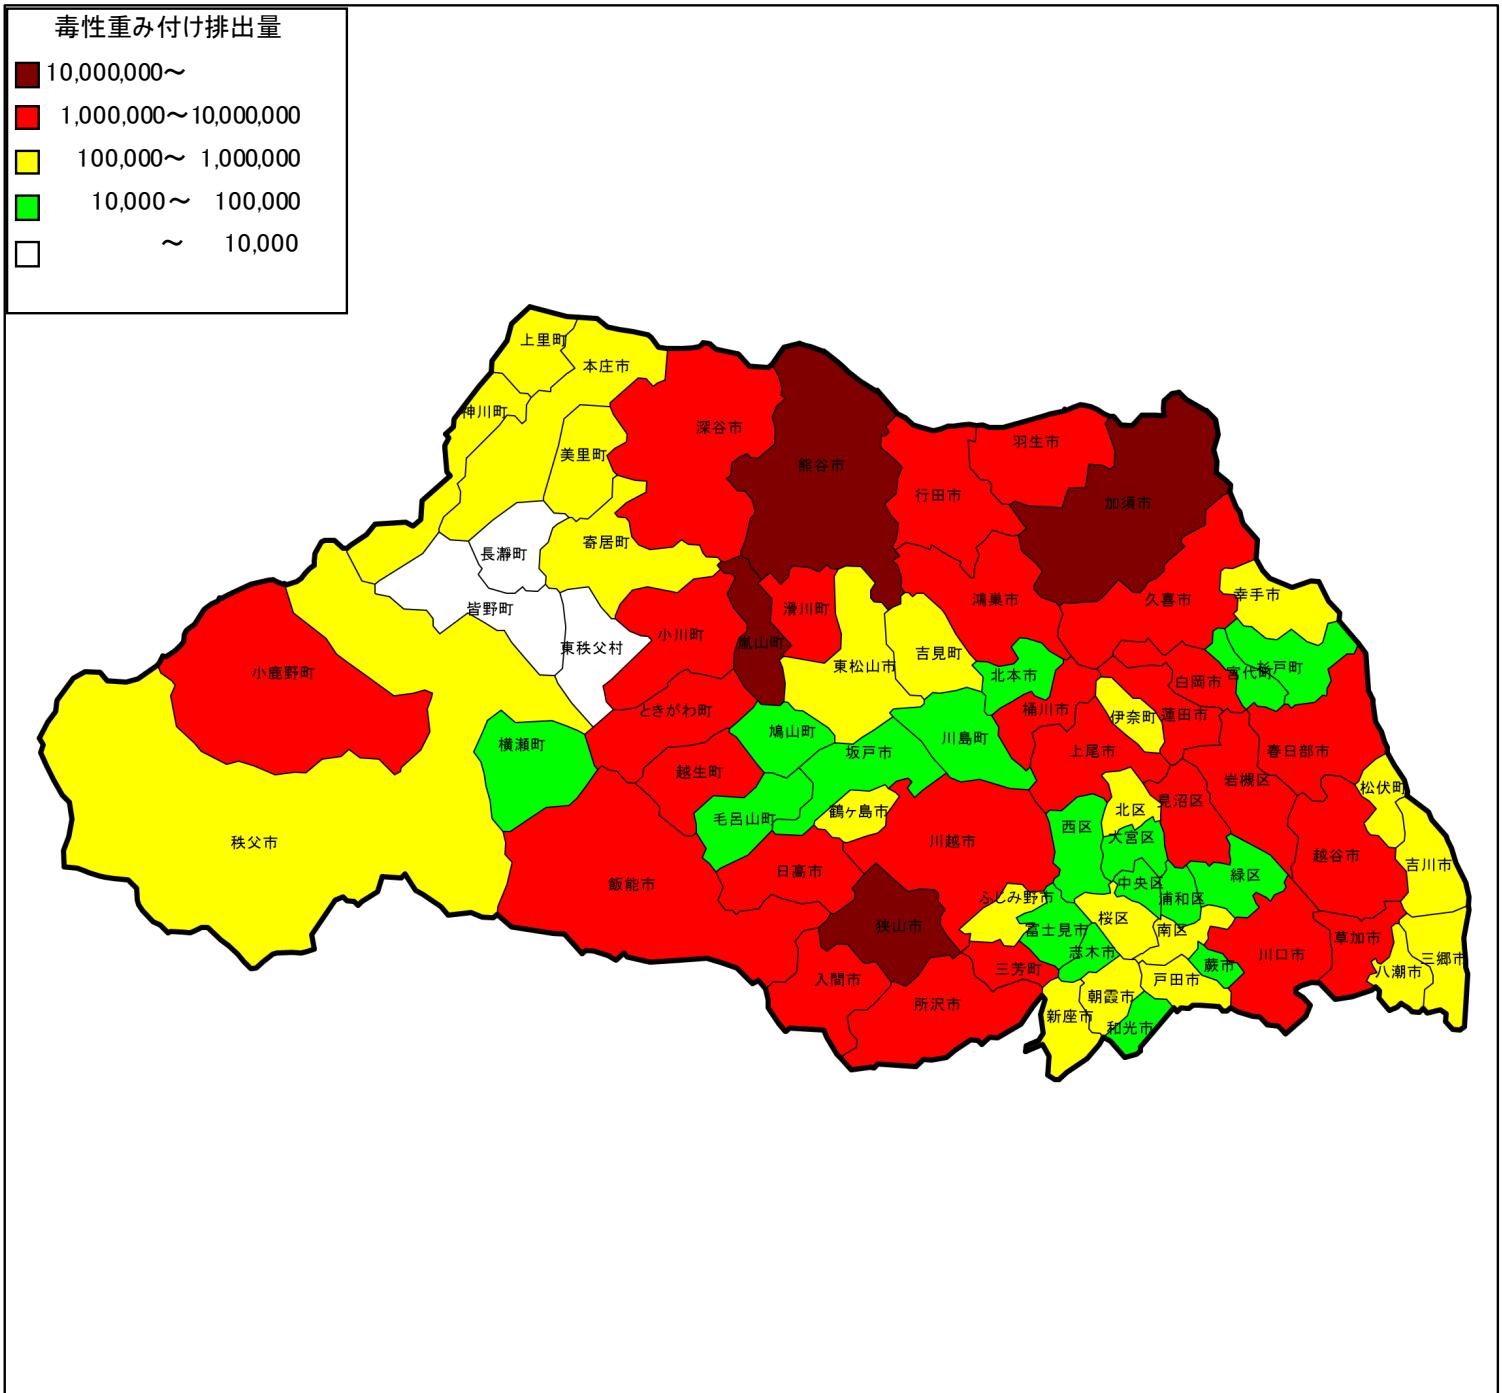 毒性重み付け排出量
10,000,000～
1,000,000～10,000,000
100,000～ 1,000,000
10,000～ 100,000
～ 10,000
上里町
本庄市
神川町
美里町
深谷市
熊谷市
行田市
羽生市
加須市
長瀞町
寄居町
皆野町
東秩父村
小川町
嵐山町
滑川町
東松山市
吉見町
鴻巣市
久喜市
幸手市
小鹿野町
ときがわ町
北本市
桶川市
伊奈町
蓮田市
白岡市
宮代町
杉戸町
横瀬町
鳩山町
坂戸市
川島町
上尾市
春日部市
越生町
毛呂山町
鶴ヶ島市
川越市
西区
北区
大宮区
見沼区
岩槻区
松伏町
秩父市
飯能市
日高市
狭山市
ふじみ野市
富士見市
志木市
桜区
中央区
浦和区
緑区
南区
越谷市
吉川市
入間市
所沢市
三芳町
新座市
朝霞市
和光市
戸田市
蕨市
川口市
草加市
八潮市
三郷市